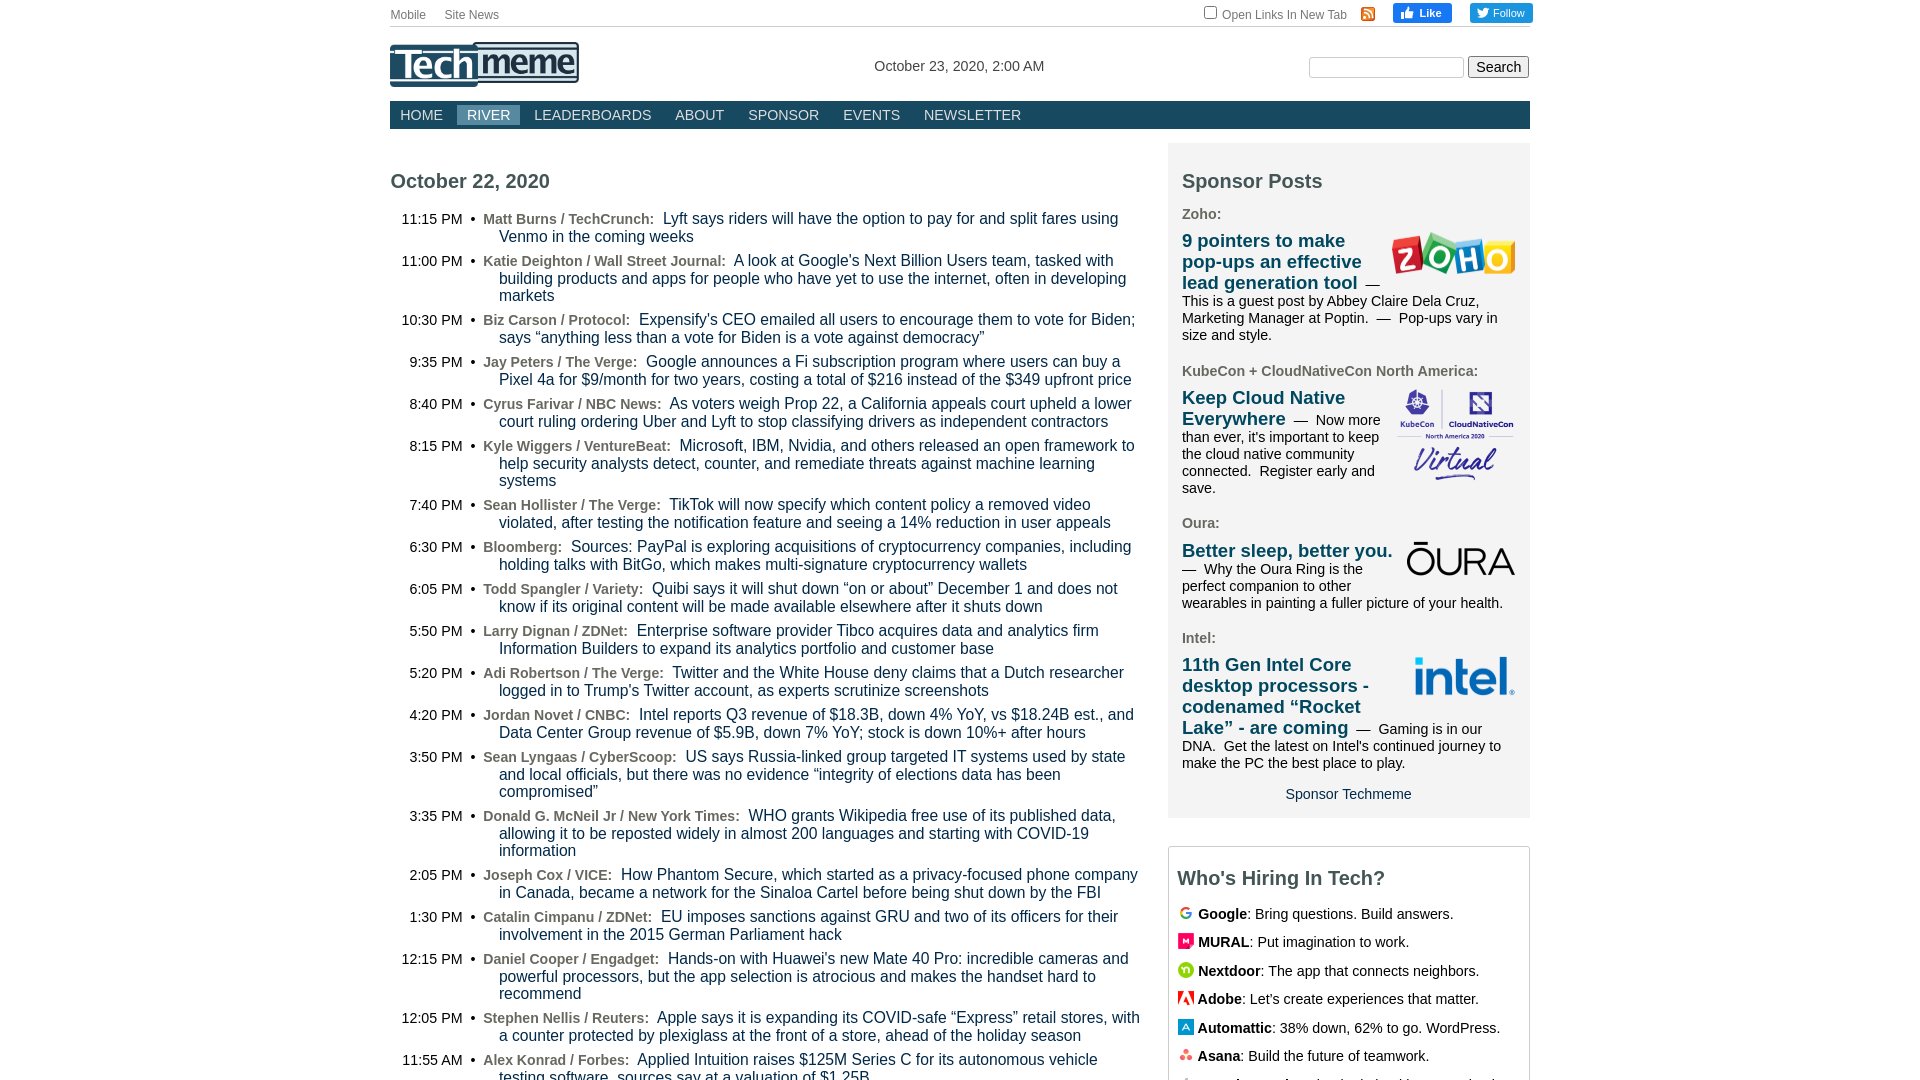 Mobile Site News
Open Links In New Tab Like Follow
Techmeme
October 23, 2020, 2:00 AM
Search
HOME RIVER LEADERBOARDS ABOUT SPONSOR EVENTS NEWSLETTER
October 22, 2020
11:15 PM • Matt Burns / TechCrunch: Lyft says riders will have the option to pay for and split fares using
Venmo in the coming weeks
11:00 PM • Katie Deighton / Wall Street Journal: A look at Google's Next Billion Users team, tasked with
building products and apps for people who have yet to use the internet, often in developing
markets
10:30 PM • Biz Carson / Protocol: Expensify's CEO emailed all users to encourage them to vote for Biden;
says “anything less than a vote for Biden is a vote against democracy”
9:35 PM • Jay Peters / The Verge: Google announces a Fi subscription program where users can buy a
Pixel 4a for $9/month for two years, costing a total of $216 instead of the $349 upfront price
8:40 PM • Cyrus Farivar / NBC News: As voters weigh Prop 22, a California appeals court upheld a lower
court ruling ordering Uber and Lyft to stop classifying drivers as independent contractors
8:15 PM • Kyle Wiggers / VentureBeat: Microsoft, IBM, Nvidia, and others released an open framework to
help security analysts detect, counter, and remediate threats against machine learning
systems
7:40 PM • Sean Hollister / The Verge: TikTok will now specify which content policy a removed video
violated, after testing the notification feature and seeing a 14% reduction in user appeals
6:30 PM • Bloomberg: Sources: PayPal is exploring acquisitions of cryptocurrency companies, including
holding talks with BitGo, which makes multi-signature cryptocurrency wallets
6:05 PM • Todd Spangler / Variety: Quibi says it will shut down “on or about” December 1 and does not
know if its original content will be made available elsewhere after it shuts down
5:50 PM • Larry Dignan / ZDNet: Enterprise software provider Tibco acquires data and analytics firm
Information Builders to expand its analytics portfolio and customer base
5:20 PM • Adi Robertson / The Verge: Twitter and the White House deny claims that a Dutch researcher
logged in to Trump's Twitter account, as experts scrutinize screenshots
4:20 PM • Jordan Novet / CNBC: Intel reports Q3 revenue of $18.3B, down 4% YoY, vs $18.24B est., and
Data Center Group revenue of $5.9B, down 7% YoY; stock is down 10%+ after hours
3:50 PM • Sean Lyngaas / CyberScoop: US says Russia-linked group targeted IT systems used by state
and local officials, but there was no evidence “integrity of elections data has been
compromised”
3:35 PM • Donald G. McNeil Jr / New York Times: WHO grants Wikipedia free use of its published data,
allowing it to be reposted widely in almost 200 languages and starting with COVID-19
information
2:05 PM • Joseph Cox / VICE: How Phantom Secure, which started as a privacy-focused phone company
in Canada, became a network for the Sinaloa Cartel before being shut down by the FBI
1:30 PM • Catalin Cimpanu / ZDNet: EU imposes sanctions against GRU and two of its officers for their
involvement in the 2015 German Parliament hack
12:15 PM • Daniel Cooper / Engadget: Hands-on with Huawei's new Mate 40 Pro: incredible cameras and
powerful processors, but the app selection is atrocious and makes the handset hard to
recommend
12:05 PM • Stephen Nellis / Reuters: Apple says it is expanding its COVID-safe “Express” retail stores, with
a counter protected by plexiglass at the front of a store, ahead of the holiday season
11:55 AM • Alex Konrad / Forbes: Applied Intuition raises $125M Series C for its autonomous vehicle
testing software, sources say at a valuation of $1.25B
Sponsor Posts
Zoho:
9 pointers to make
pop-ups an effective
lead generation tool —
ZOHO
This is a guest post by Abbey Claire Dela Cruz,
Marketing Manager at Poptin. — Pop-ups vary in
size and style.
KubeCon + CloudNativeCon North America:
Keep Cloud Native
Everywhere — Now more
than ever, it's important to keep
the cloud native community
connected. Register early and
save.
KubeCon CloudNativeCon
North America 2020
Virtual
Oura:
Better sleep, better you.
— Why the Oura Ring is the
perfect companion to other
wearables in painting a fuller picture of your health.
ŌURA
Intel:
11th Gen Intel Core
desktop processors -
codenamed “Rocket
Lake” - are coming — Gaming is in our
DNA. Get the latest on Intel's continued journey to
make the PC the best place to play.
intel®
Sponsor Techmeme
Who's Hiring In Tech?
Google: Bring questions. Build answers.
MURAL: Put imagination to work.
Nextdoor: The app that connects neighbors.
Adobe: Let’s create experiences that matter.
Automattic: 38% down, 62% to go. WordPress.
Asana: Build the future of teamwork.